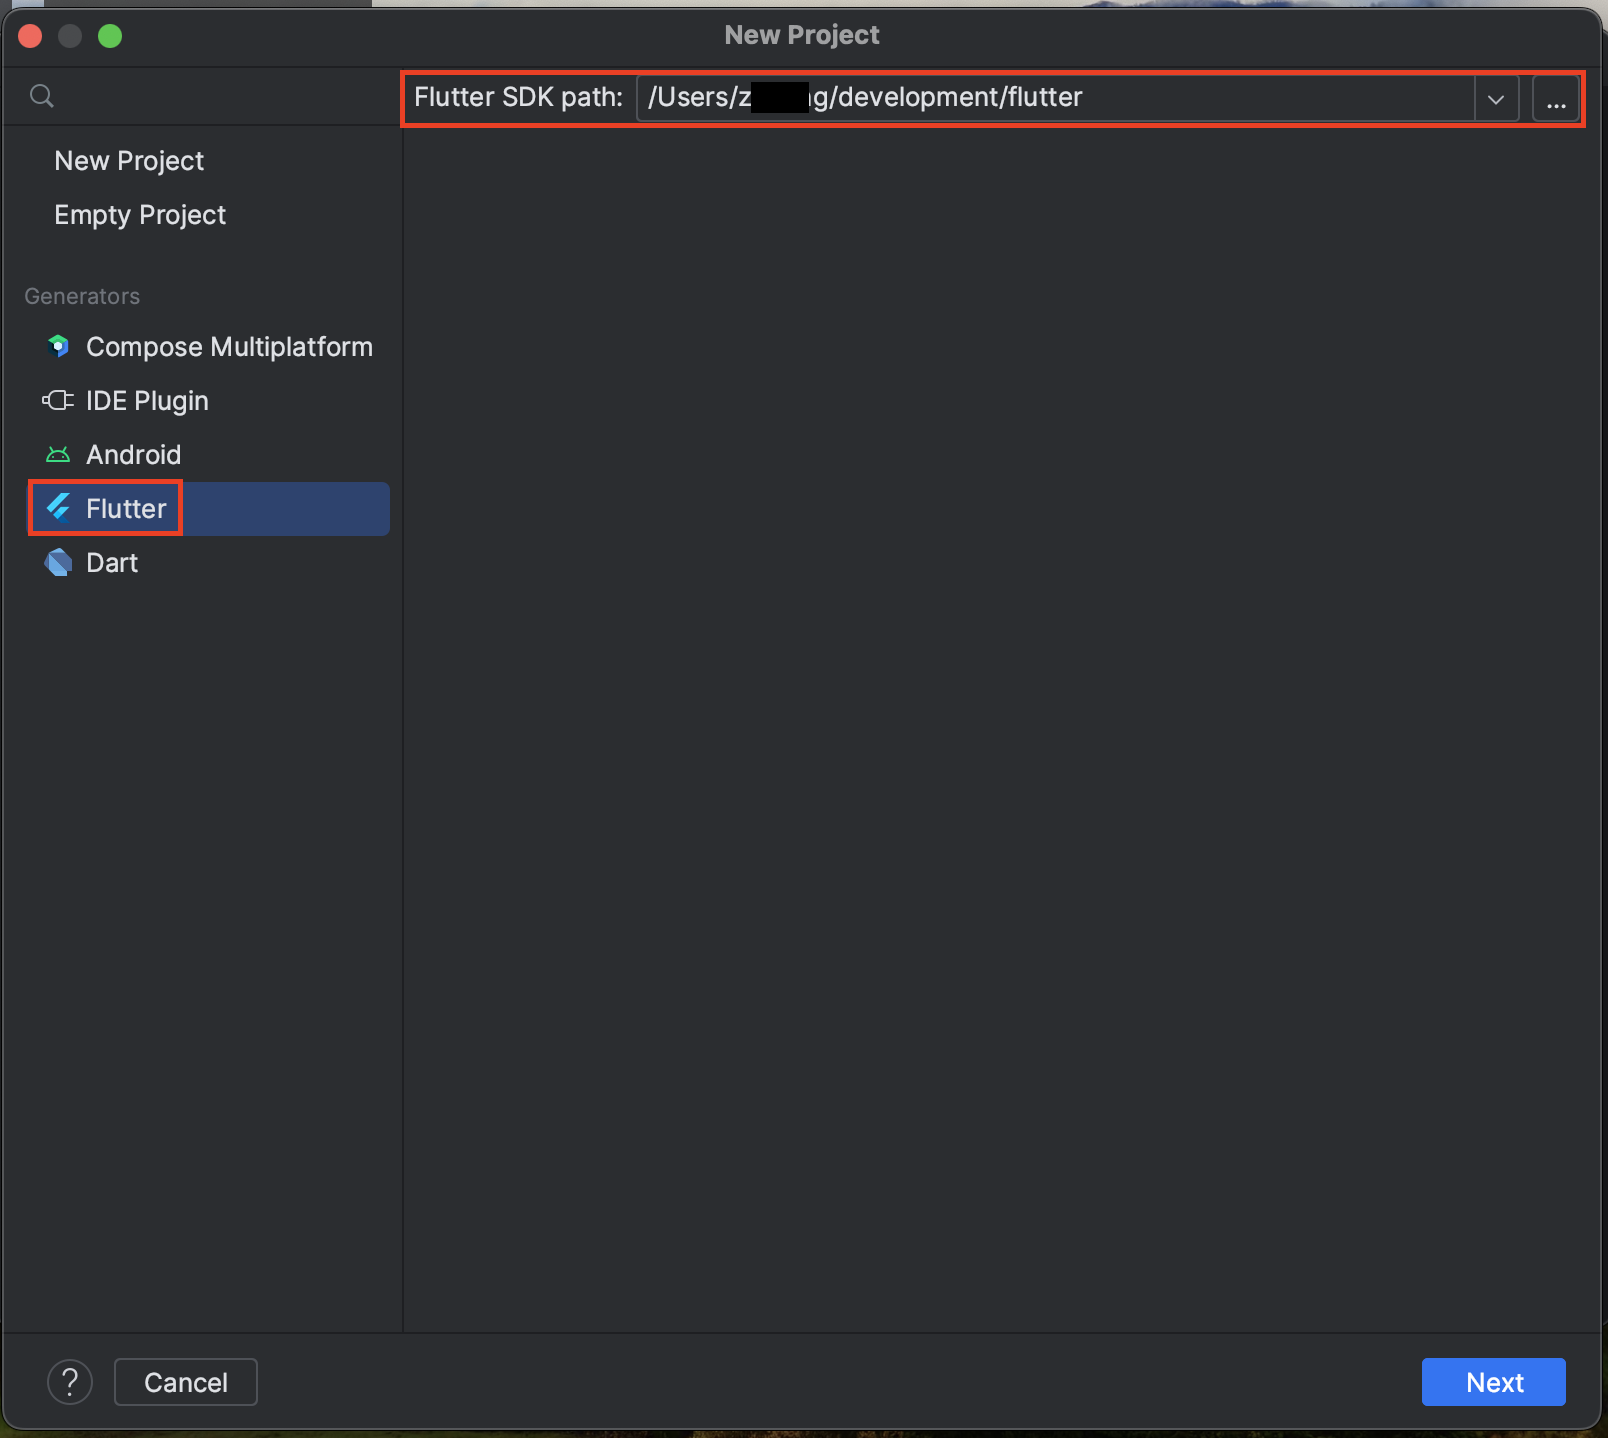 New Project
Flutter SDK path: /Users/z g/development/flutter
...
New Project
Empty Project
Generators
Compose Multiplatform
IDE Plugin
Android
Flutter
Dart
?
Cancel
Next